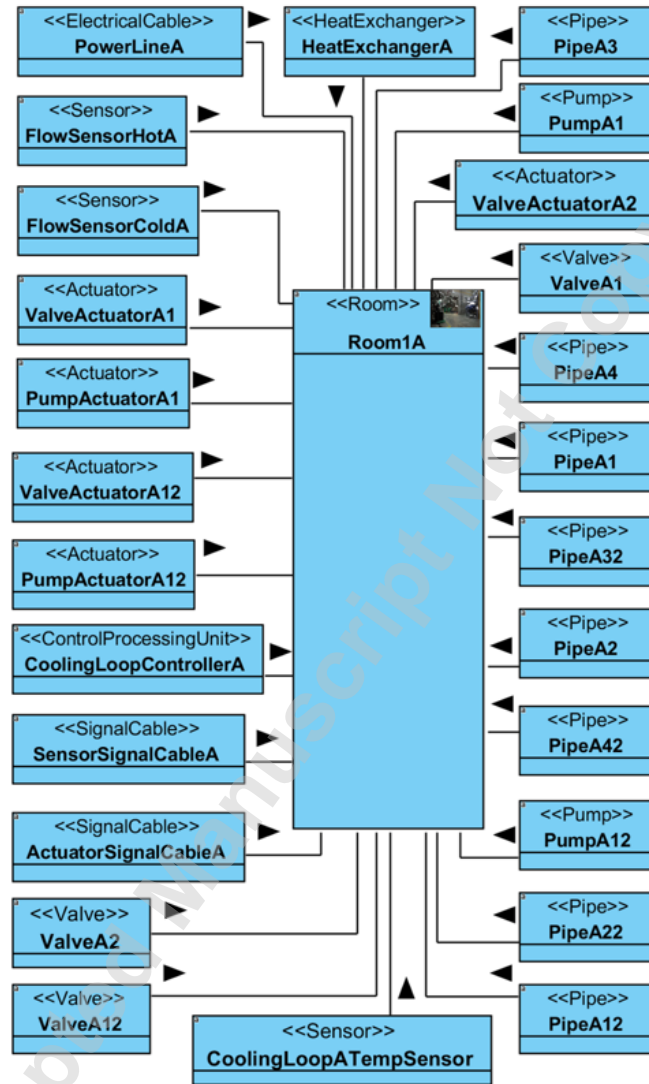 <<ElectricalCable>>
PowerLineA
<<HeatExchanger>>
HeatExchangerA
<<Pipe>>
PipeA3
<<Sensor>>
FlowSensorHotA
<<Pump>>
PumpA1
<<Sensor>>
FlowSensorColdA
<<Actuator>>
ValveActuatorA2
<<Actuator>>
ValveActuatorA1
<<Room>>
Room1A
<<Valve>>
ValveA1
<<Actuator>>
PumpActuatorA1
<<Pipe>>
PipeA4
<<Actuator>>
ValveActuatorA12
<<Pipe>>
PipeA1
<<Actuator>>
PumpActuatorA12
<<Pipe>>
PipeA32
<<ControlProcessingUnit>>
CoolingLoopControllerA
<<Pipe>>
PipeA2
<<SignalCable>>
SensorSignalCableA
<<Pipe>>
PipeA42
<<SignalCable>>
ActuatorSignalCableA
<<Pump>>
PumpA12
<<Valve>>
ValveA2
<<Pipe>>
PipeA22
<<Valve>>
ValveA12
<<Sensor>>
CoolingLoopATempSensor
<<Pipe>>
PipeA12
Manuscript Not